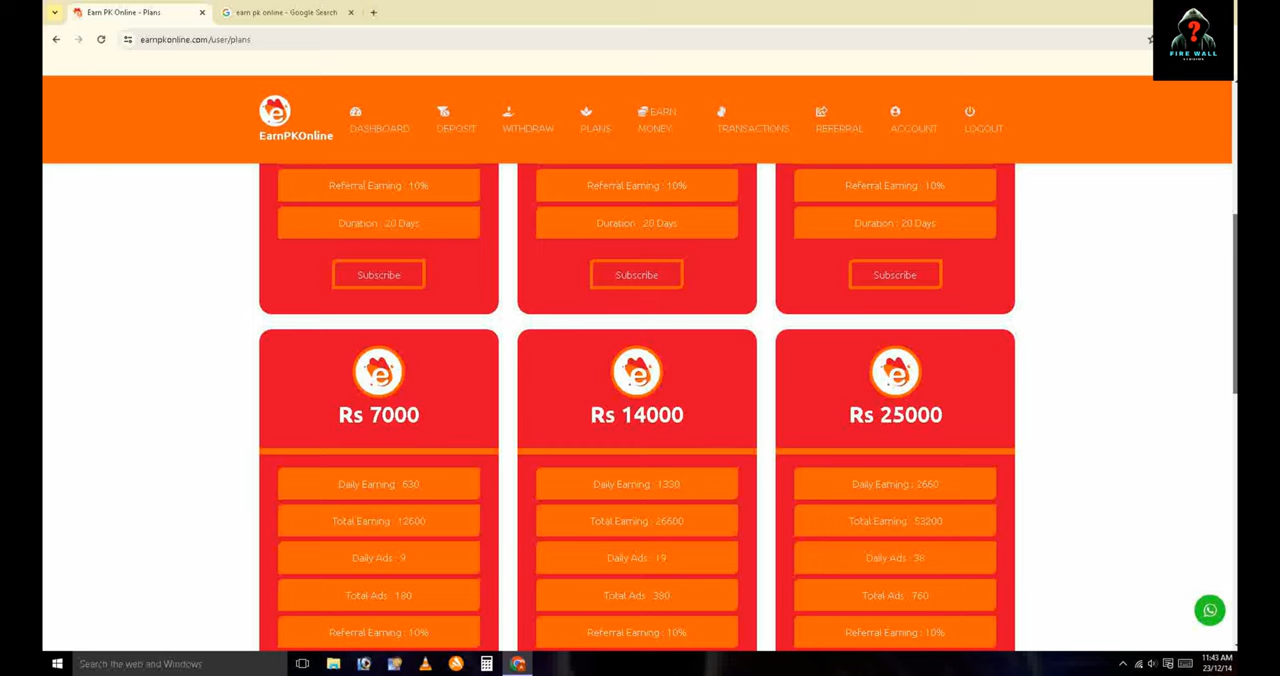 Earn PK Online - Plans
earn pk online - Google Search
earnpkonline.com/user/plans
FIRE WALL
EarnPKOnline
DASHBOARD
DEPOSIT
WITHDRAW
PLANS
EARN
MONEY
TRANSACTIONS
REFERRAL
ACCOUNT
LOGOUT
Referral Earning : 10%
Referral Earning : 10%
Referral Earning : 10%
Duration : 20 Days
Duration : 20 Days
Duration : 20 Days
Subscribe
Subscribe
Subscribe
Rs 7000
Rs 14000
Rs 25000
Daily Earning : 630
Daily Earning : 1330
Daily Earning : 2660
Total Earning : 12600
Total Earning : 26600
Total Earning : 53200
Daily Ads : 9
Daily Ads : 19
Daily Ads : 38
Total Ads : 180
Total Ads : 380
Total Ads : 760
Referral Earning : 10%
Referral Earning : 10%
Referral Earning : 10%
Search the web and Windows
11:43 AM
23/12/14